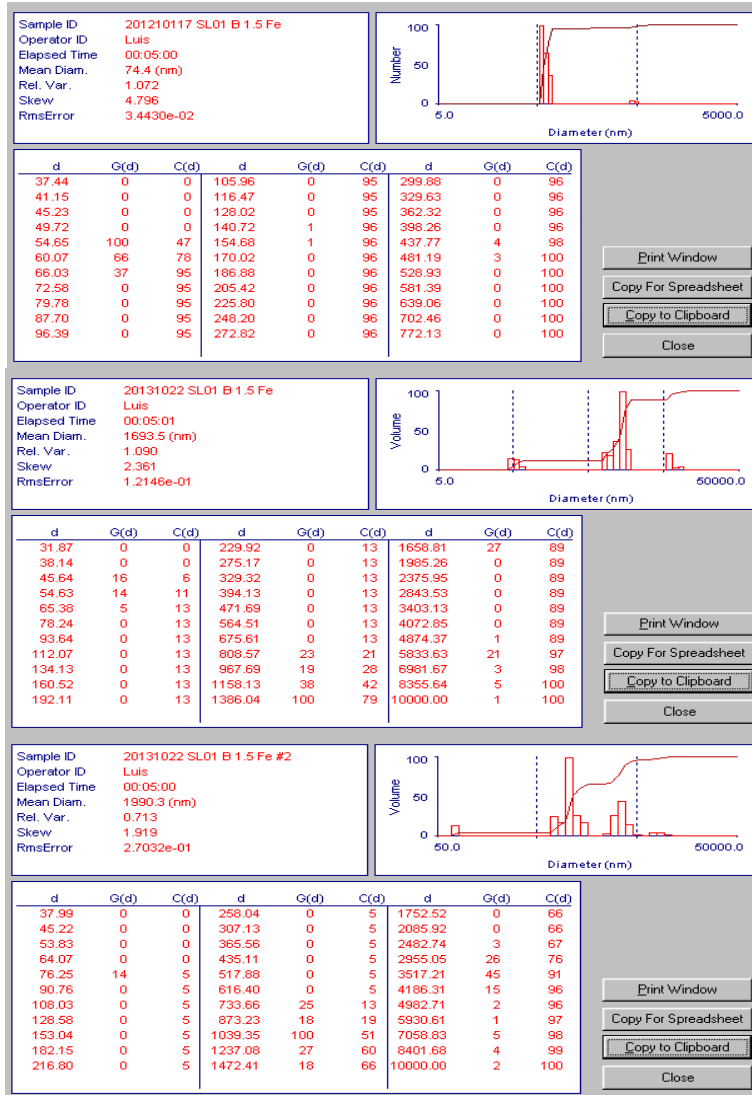 Sample ID 201210117 SL01 B 1.5 Fe
Operator ID Luis
Elapsed Time 00:05:00
Mean Diam. 74.4 (nm)
Rel. Var. 1.072
Skew 4.796
RmsError 3.4430e-02
Number
100
50
0
5.0 5000.0
Diameter (nm)
d G(d) C(d) d G(d) C(d) d G(d) C(d)
37.44 0 0 105.96 0 95 299.88 0 96
41.15 0 0 116.47 0 95 329.63 0 96
45.23 0 0 128.02 0 95 362.32 0 96
49.72 0 0 140.72 1 96 398.26 0 96
54.65 100 47 154.68 1 96 437.77 4 98
60.07 66 78 170.02 0 96 481.19 3 100
66.03 37 95 186.88 0 96 528.93 0 100
72.58 0 95 205.42 0 96 581.39 0 100
79.78 0 95 225.80 0 96 639.06 0 100
87.70 0 95 248.20 0 96 702.46 0 100
96.39 0 95 272.82 0 96 772.13 0 100
Print Window
Copy For Spreadsheet
Copy to Clipboard
Close
Sample ID 20131022 SL01 B 1.5 Fe
Operator ID Luis
Elapsed Time 00:05:01
Mean Diam. 1693.5 (nm)
Rel. Var. 1.090
Skew 2.361
RmsError 1.2146e-01
Volume
100
50
0
5.0 50000.0
Diameter (nm)
d G(d) C(d) d G(d) C(d) d G(d) C(d)
31.87 0 0 229.92 0 13 1658.81 27 89
38.14 0 0 275.17 0 13 1985.26 0 89
45.64 16 6 329.32 0 13 2375.95 0 89
54.63 14 11 394.13 0 13 2843.53 0 89
65.38 5 13 471.69 0 13 3403.13 0 89
78.24 0 13 564.51 0 13 4072.85 0 89
93.64 0 13 675.61 0 13 4874.37 1 89
112.07 0 13 808.57 23 21 5833.63 21 97
134.13 0 13 967.69 19 28 6981.67 3 98
160.52 0 13 1158.13 38 42 8355.64 5 100
192.11 0 13 1386.04 100 79 10000.00 1 100
Print Window
Copy For Spreadsheet
Copy to Clipboard
Close
Sample ID 20131022 SL01 B 1.5 Fe #2
Operator ID Luis
Elapsed Time 00:05:00
Mean Diam. 1990.3 (nm)
Rel. Var. 0.713
Skew 1.919
RmsError 2.7032e-01
Volume
100
50
0
50.0 50000.0
Diameter (nm)
d G(d) C(d) d G(d) C(d) d G(d) C(d)
37.99 0 0 258.04 0 5 1752.52 0 66
45.22 0 0 307.13 0 5 2085.92 0 66
53.83 0 0 365.56 0 5 2482.74 3 67
64.07 0 0 435.11 0 5 2955.05 26 76
76.25 14 5 517.88 0 5 3517.21 45 91
90.76 0 5 616.40 0 5 4186.31 15 96
108.03 0 5 733.66 25 13 4982.71 2 96
128.58 0 5 873.23 18 19 5930.61 1 97
153.04 0 5 1039.35 100 51 7058.83 5 98
182.15 0 5 1237.08 27 60 8401.68 4 99
216.80 0 5 1472.41 18 66 10000.00 2 100
Print Window
Copy For Spreadsheet
Copy to Clipboard
Close